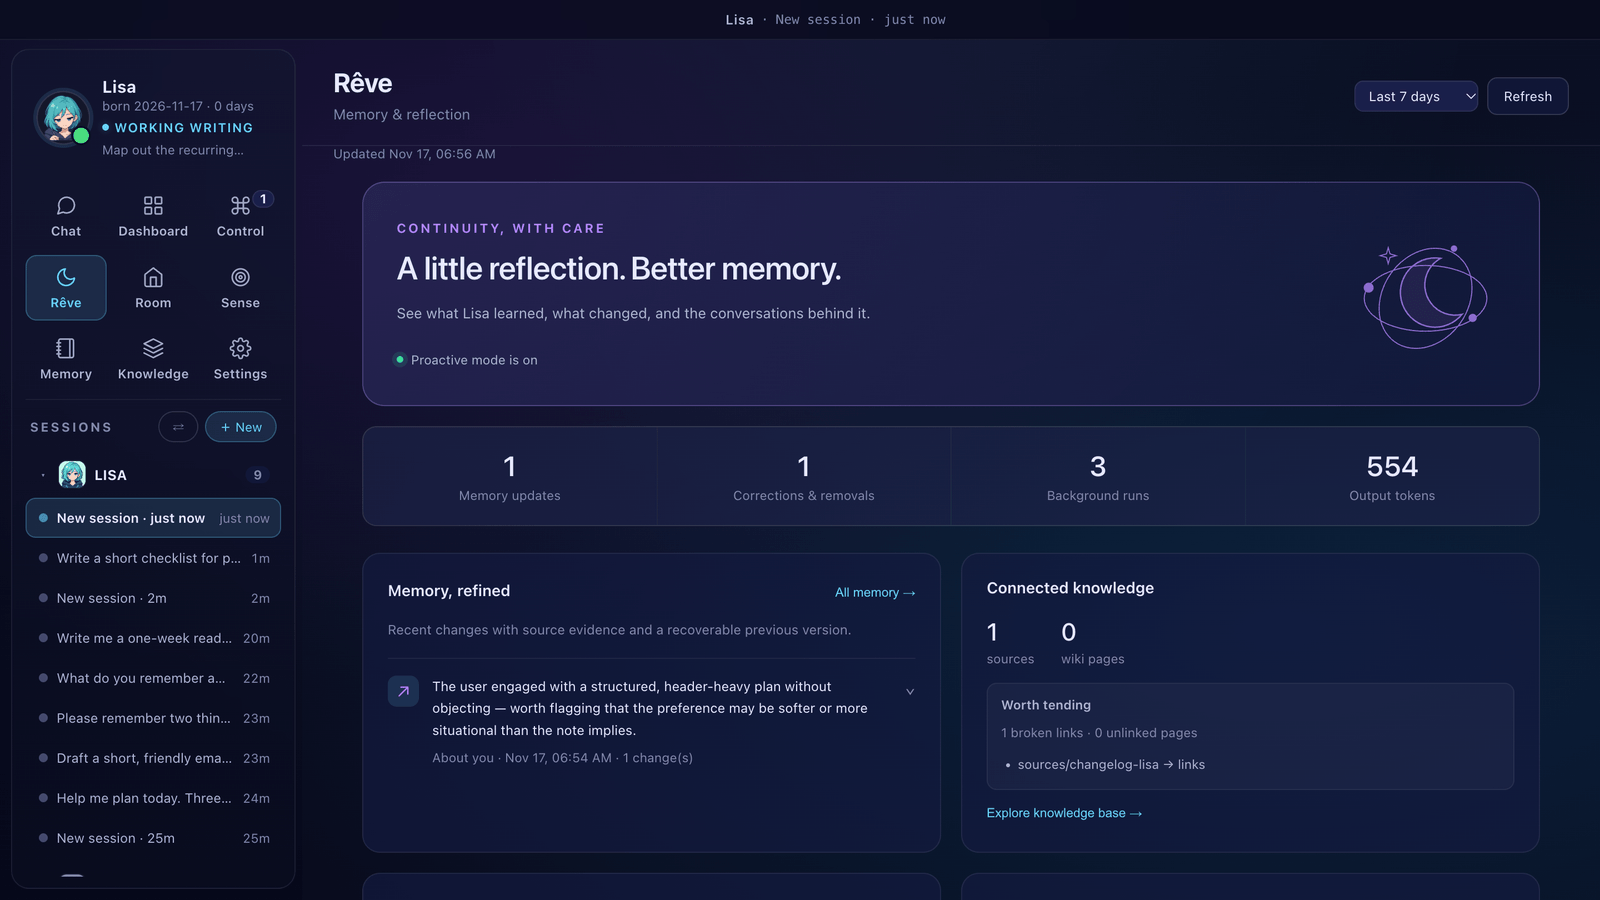 Lisa · New session · just now
Lisa
born 2026-11-17 · 0 days
WORKING WRITING
Map out the recurring...
Chat
Dashboard
Control
1
Rêve
Room
Sense
Memory
Knowledge
Settings
SESSIONS
+ New
LISA
9
New session · just now
just now
Write a short checklist for p...
1m
New session · 2m
2m
Write me a one-week read...
20m
What do you remember a...
22m
Please remember two thin...
23m
Draft a short, friendly ema...
23m
Help me plan today. Three...
24m
New session · 25m
25m
Rêve
Memory & reflection
Last 7 days
Refresh
Updated Nov 17, 06:56 AM
CONTINUITY, WITH CARE
A little reflection. Better memory.
See what Lisa learned, what changed, and the conversations behind it.
Proactive mode is on
1
Memory updates
1
Corrections & removals
3
Background runs
554
Output tokens
Memory, refined
All memory →
Recent changes with source evidence and a recoverable previous version.
The user engaged with a structured, header-heavy plan without
objecting — worth flagging that the preference may be softer or more
situational than the note implies.
About you · Nov 17, 06:54 AM · 1 change(s)
Connected knowledge
1
sources
0
wiki pages
Worth tending
1 broken links · 0 unlinked pages
• sources/changelog-lisa → links
Explore knowledge base →